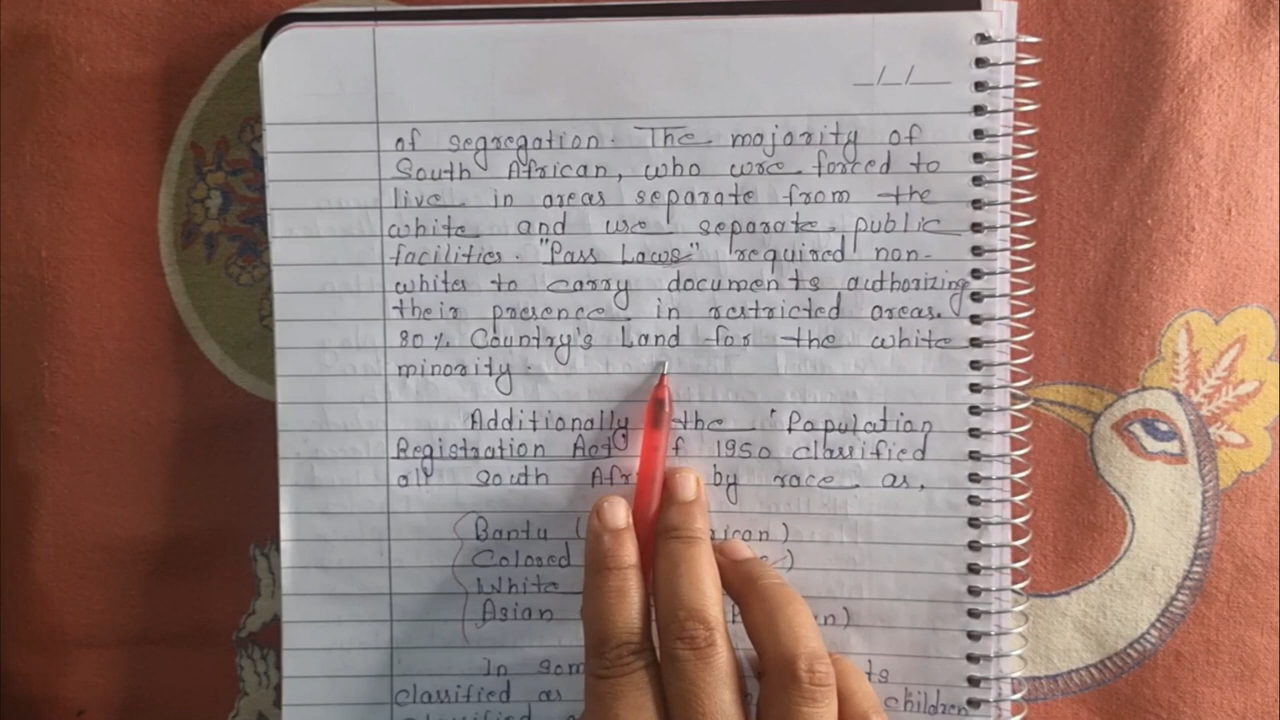 _/_/_
of segregation. The majority of
South African, who wre forced to
live in areas separate from the
white and use separate public
facilities. "Pass Laws" required non-
whites to carry documents authorizing
their presence in restricted areas.
80% Country's Land for the white
minority.
Additionally the 'Population
Registration Act of 1950 classified
all South by race as,
Bantu (
Colored )
White
Asian
In
classified as children